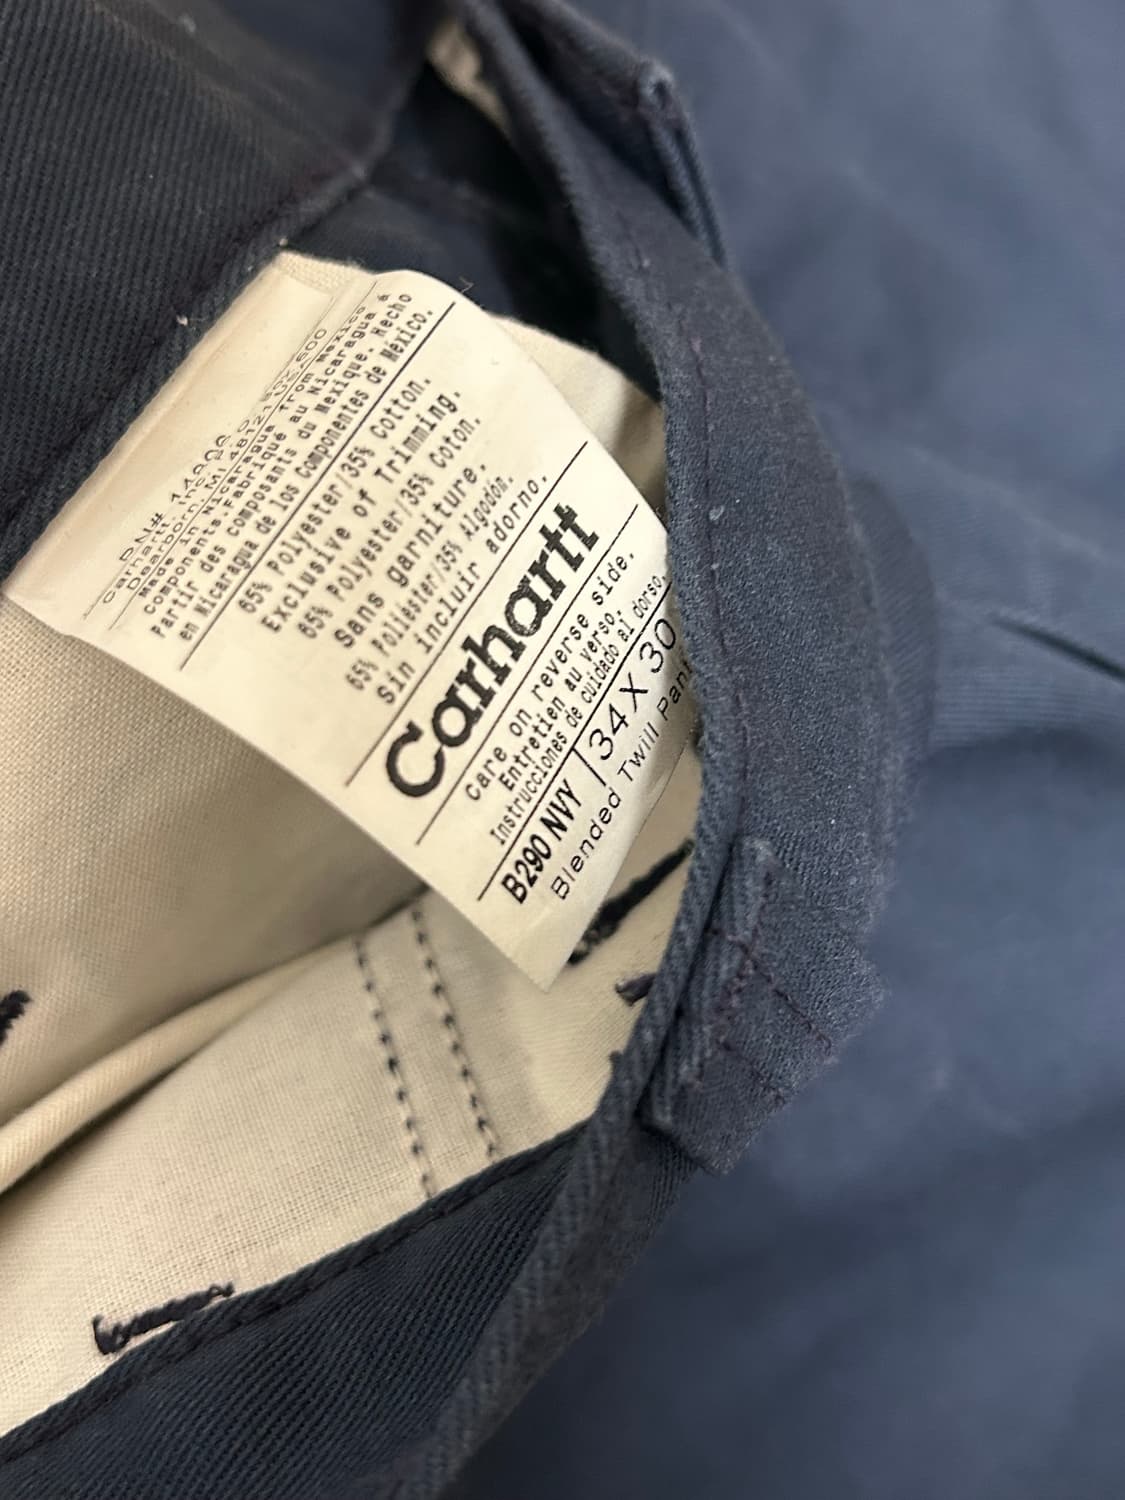 Carhartt, Inc.
Dearborn, MI 48121 US.
Made in Nicaragua from Mexico
Components. Fabriqué au Nicaragua á
Partir des composants du Mexique. Hecho
en Nicaragua de los Componentes de México.
65% Polyester/35% Cotton.
Exclusive of Trimming.
65% Polyester/35% Coton.
Sans garniture.
65% Poliéster/35% Algodón.
Sin incluir adorno.
Carhartt
Care on reverse side.
Entretien au verso.
Instrucciones de cuidado al dorso.
B290 NVY 34 X 30
Blended Twill Pant